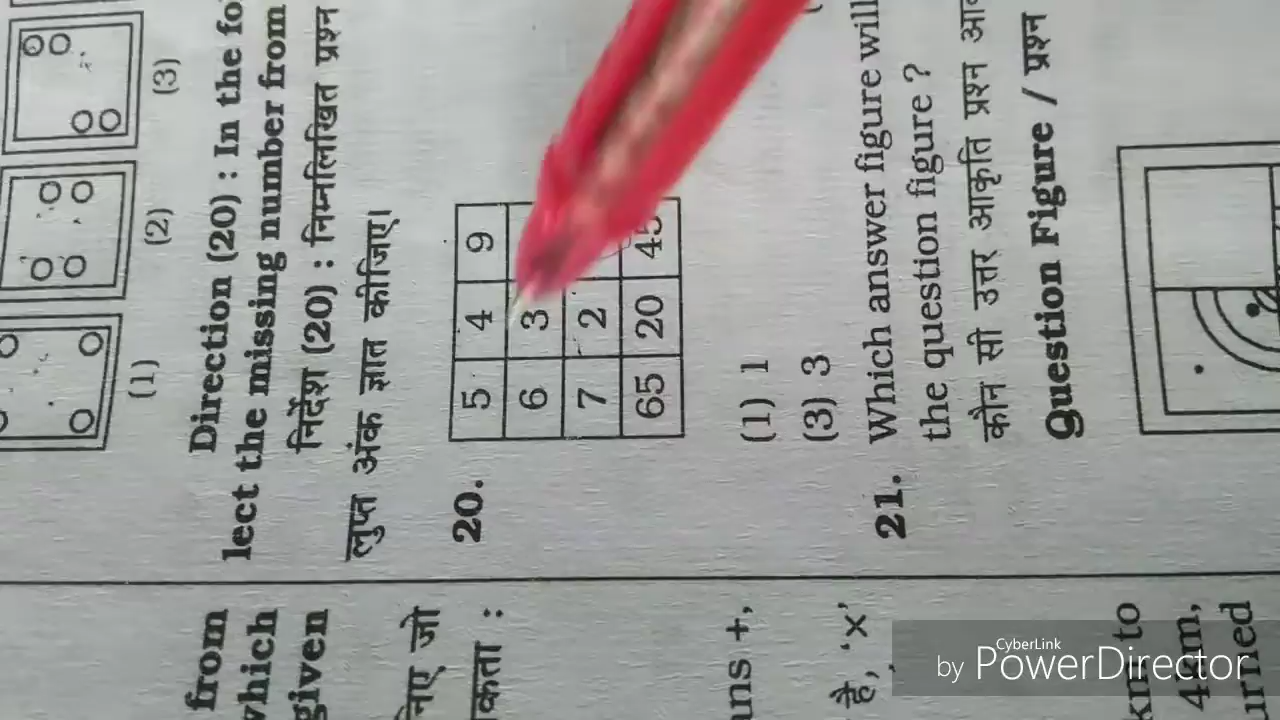 (1)
(2)
(3)
Direction (20) : In the
lect the missing number from
निर्देश (20) : निम्नलिखित प्रश्न
लुप्त अंक ज्ञात कीजिए।
20.
5 4 9
6 3
7 2
65 20 45
(1) 1
(3) 3
21. Which answer figure will
the question figure ?
कौन सी उत्तर आकृति प्रश्न
Question Figure / प्रश्न
from
which
given
जो
:
+,
है, 'x'
to
4km,
by CyberLink PowerDirector